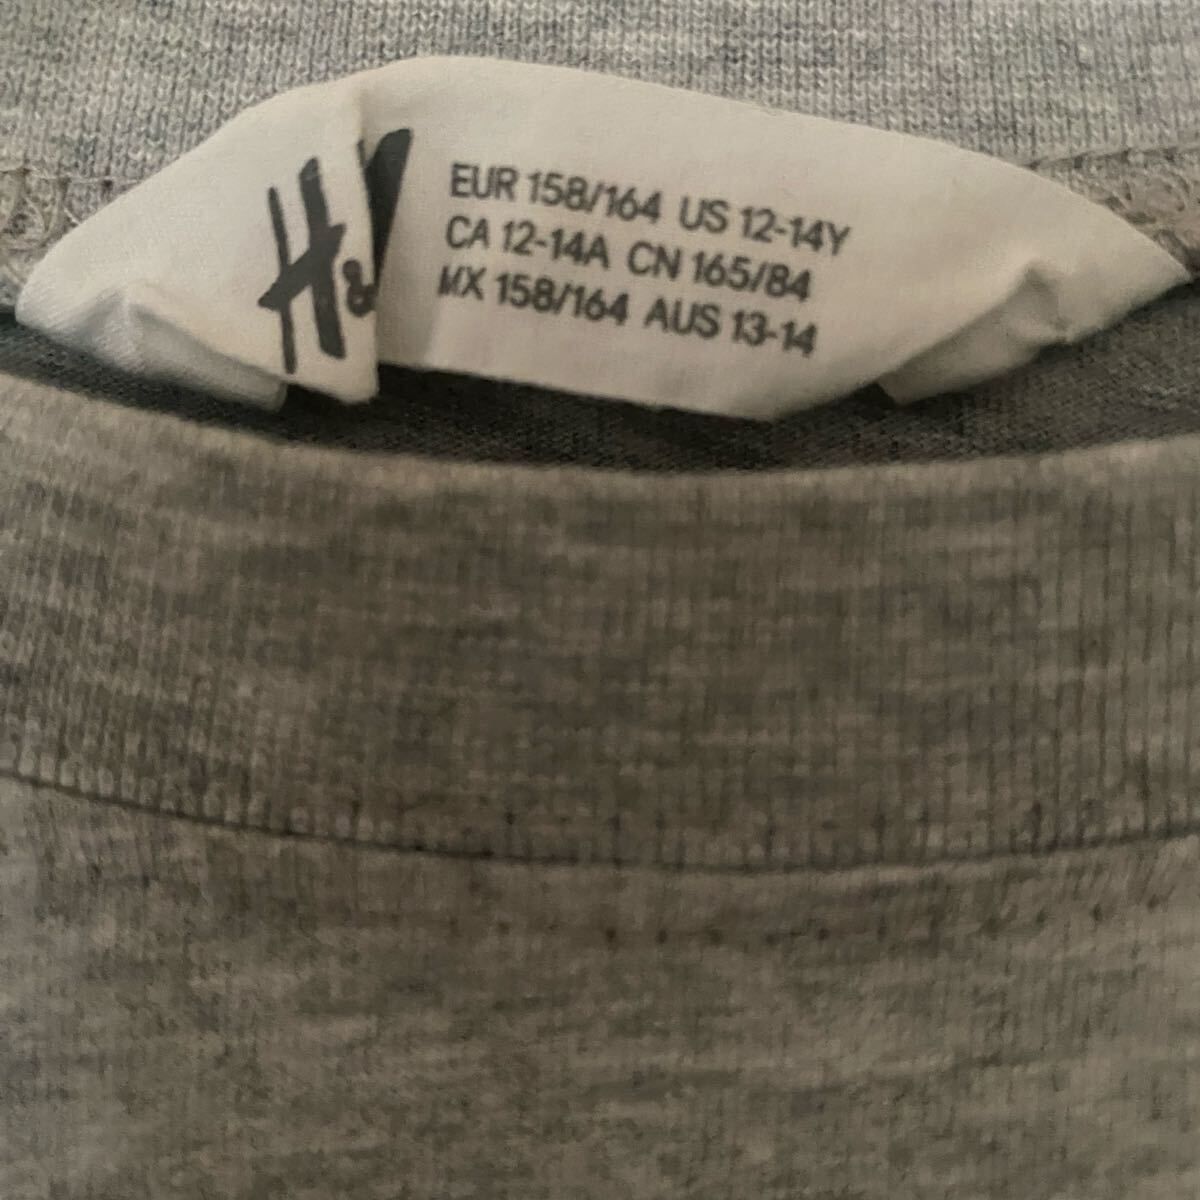 H&
EUR 158/164 US 12-14Y
CA 12-14A CN 165/84
MX 158/164 AUS 13-14